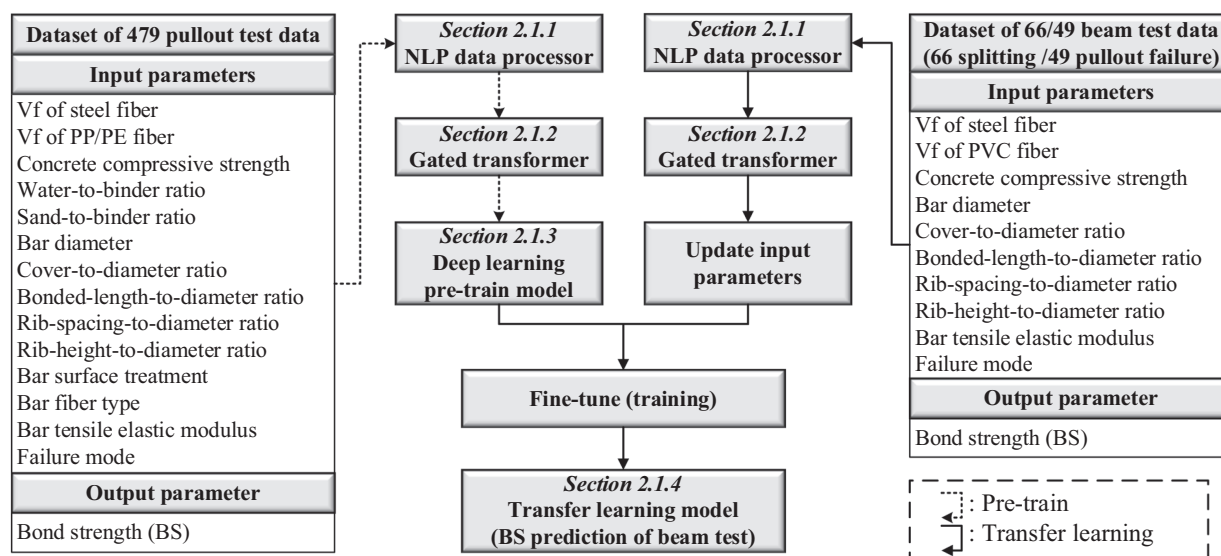 Dataset of 479 pullout test data
Input parameters
Vf of steel fiber
Vf of PP/PE fiber
Concrete compressive strength
Water-to-binder ratio
Sand-to-binder ratio
Bar diameter
Cover-to-diameter ratio
Bonded-length-to-diameter ratio
Rib-spacing-to-diameter ratio
Rib-height-to-diameter ratio
Bar surface treatment
Bar fiber type
Bar tensile elastic modulus
Failure mode
Output parameter
Bond strength (BS)
Section 2.1.1
NLP data processor
Section 2.1.2
Gated transformer
Section 2.1.3
Deep learning
pre-train model
Section 2.1.1
NLP data processor
Section 2.1.2
Gated transformer
Update input
parameters
Fine-tune (training)
Section 2.1.4
Transfer learning model
(BS prediction of beam test)
Dataset of 66/49 beam test data
(66 splitting /49 pullout failure)
Input parameters
Vf of steel fiber
Vf of PVC fiber
Concrete compressive strength
Bar diameter
Cover-to-diameter ratio
Bonded-length-to-diameter ratio
Rib-spacing-to-diameter ratio
Rib-height-to-diameter ratio
Bar tensile elastic modulus
Failure mode
Output parameter
Bond strength (BS)
: Pre-train
: Transfer learning